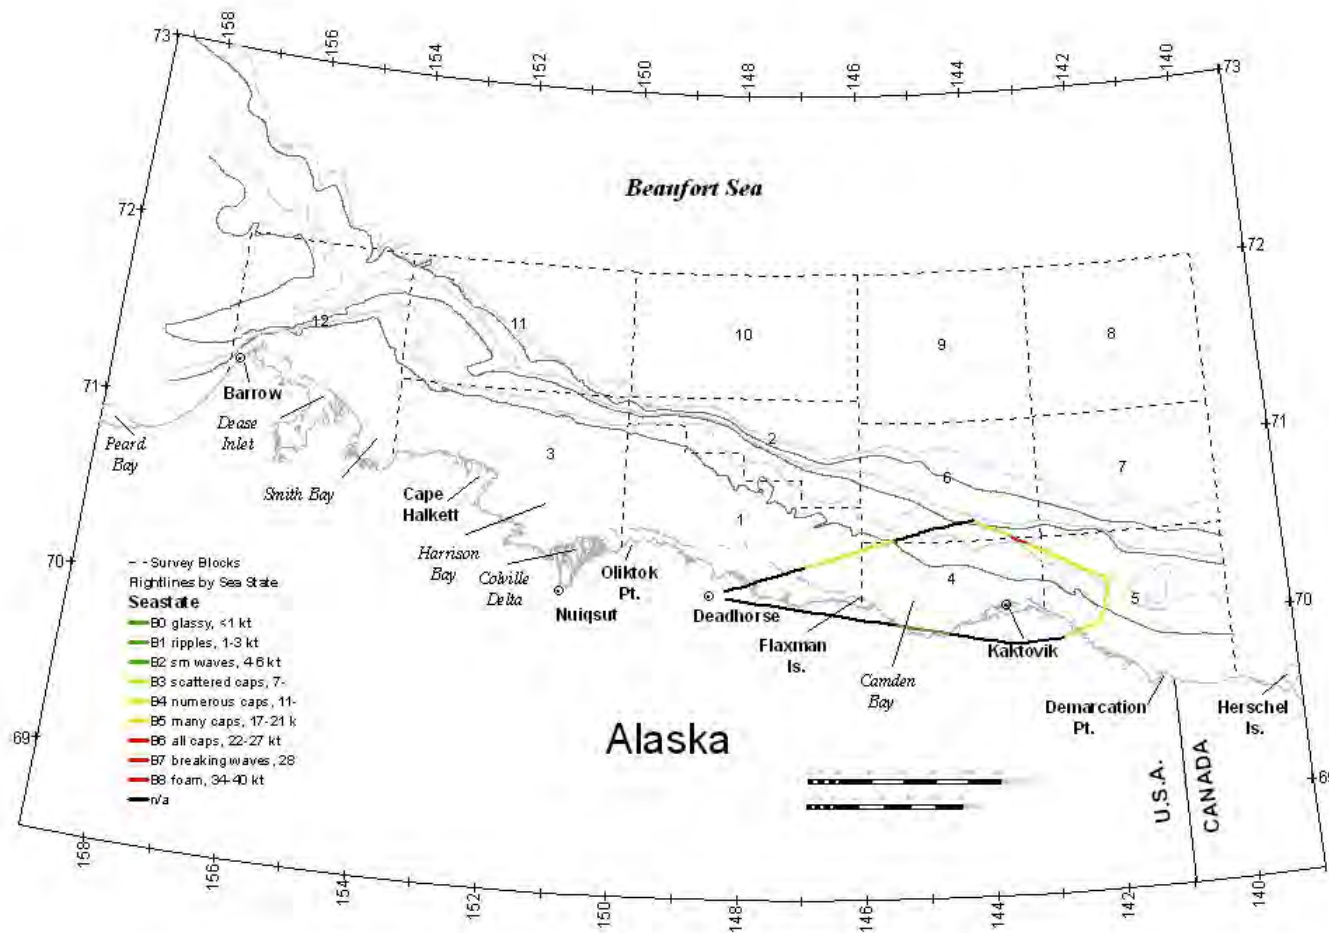 158
156
154
152
150
148
146
144
142
140
73
73
Beaufort Sea
72
72
12
11
10
9
8
71
71
Barrow
Dease
Inlet
Peard
Bay
Smith Bay
3
2
6
7
Cape
Halkett
1
Harrison
Bay
Colville
Delta
Oliktok
Pt.
Nuiqsut
Deadhorse
4
5
70
70
Flaxman
Is.
Kaktovik
Camden
Bay
Demarcation
Pt.
Herschel
Is.
- - Survey Blocks
Flightlines by Sea State
Seastate
B0 glassy, <1 kt
B1 ripples, 1-3 kt
B2 sm waves, 4-6 kt
B3 scattered caps, 7-
B4 numerous caps, 11-
B5 many caps, 17-21 k
B6 all caps, 22-27 kt
B7 breaking waves, 28
B8 foam, 34-40 kt
n/a
69
69
Alaska
U.S.A.
CANADA
158
156
154
152
150
148
146
144
142
140